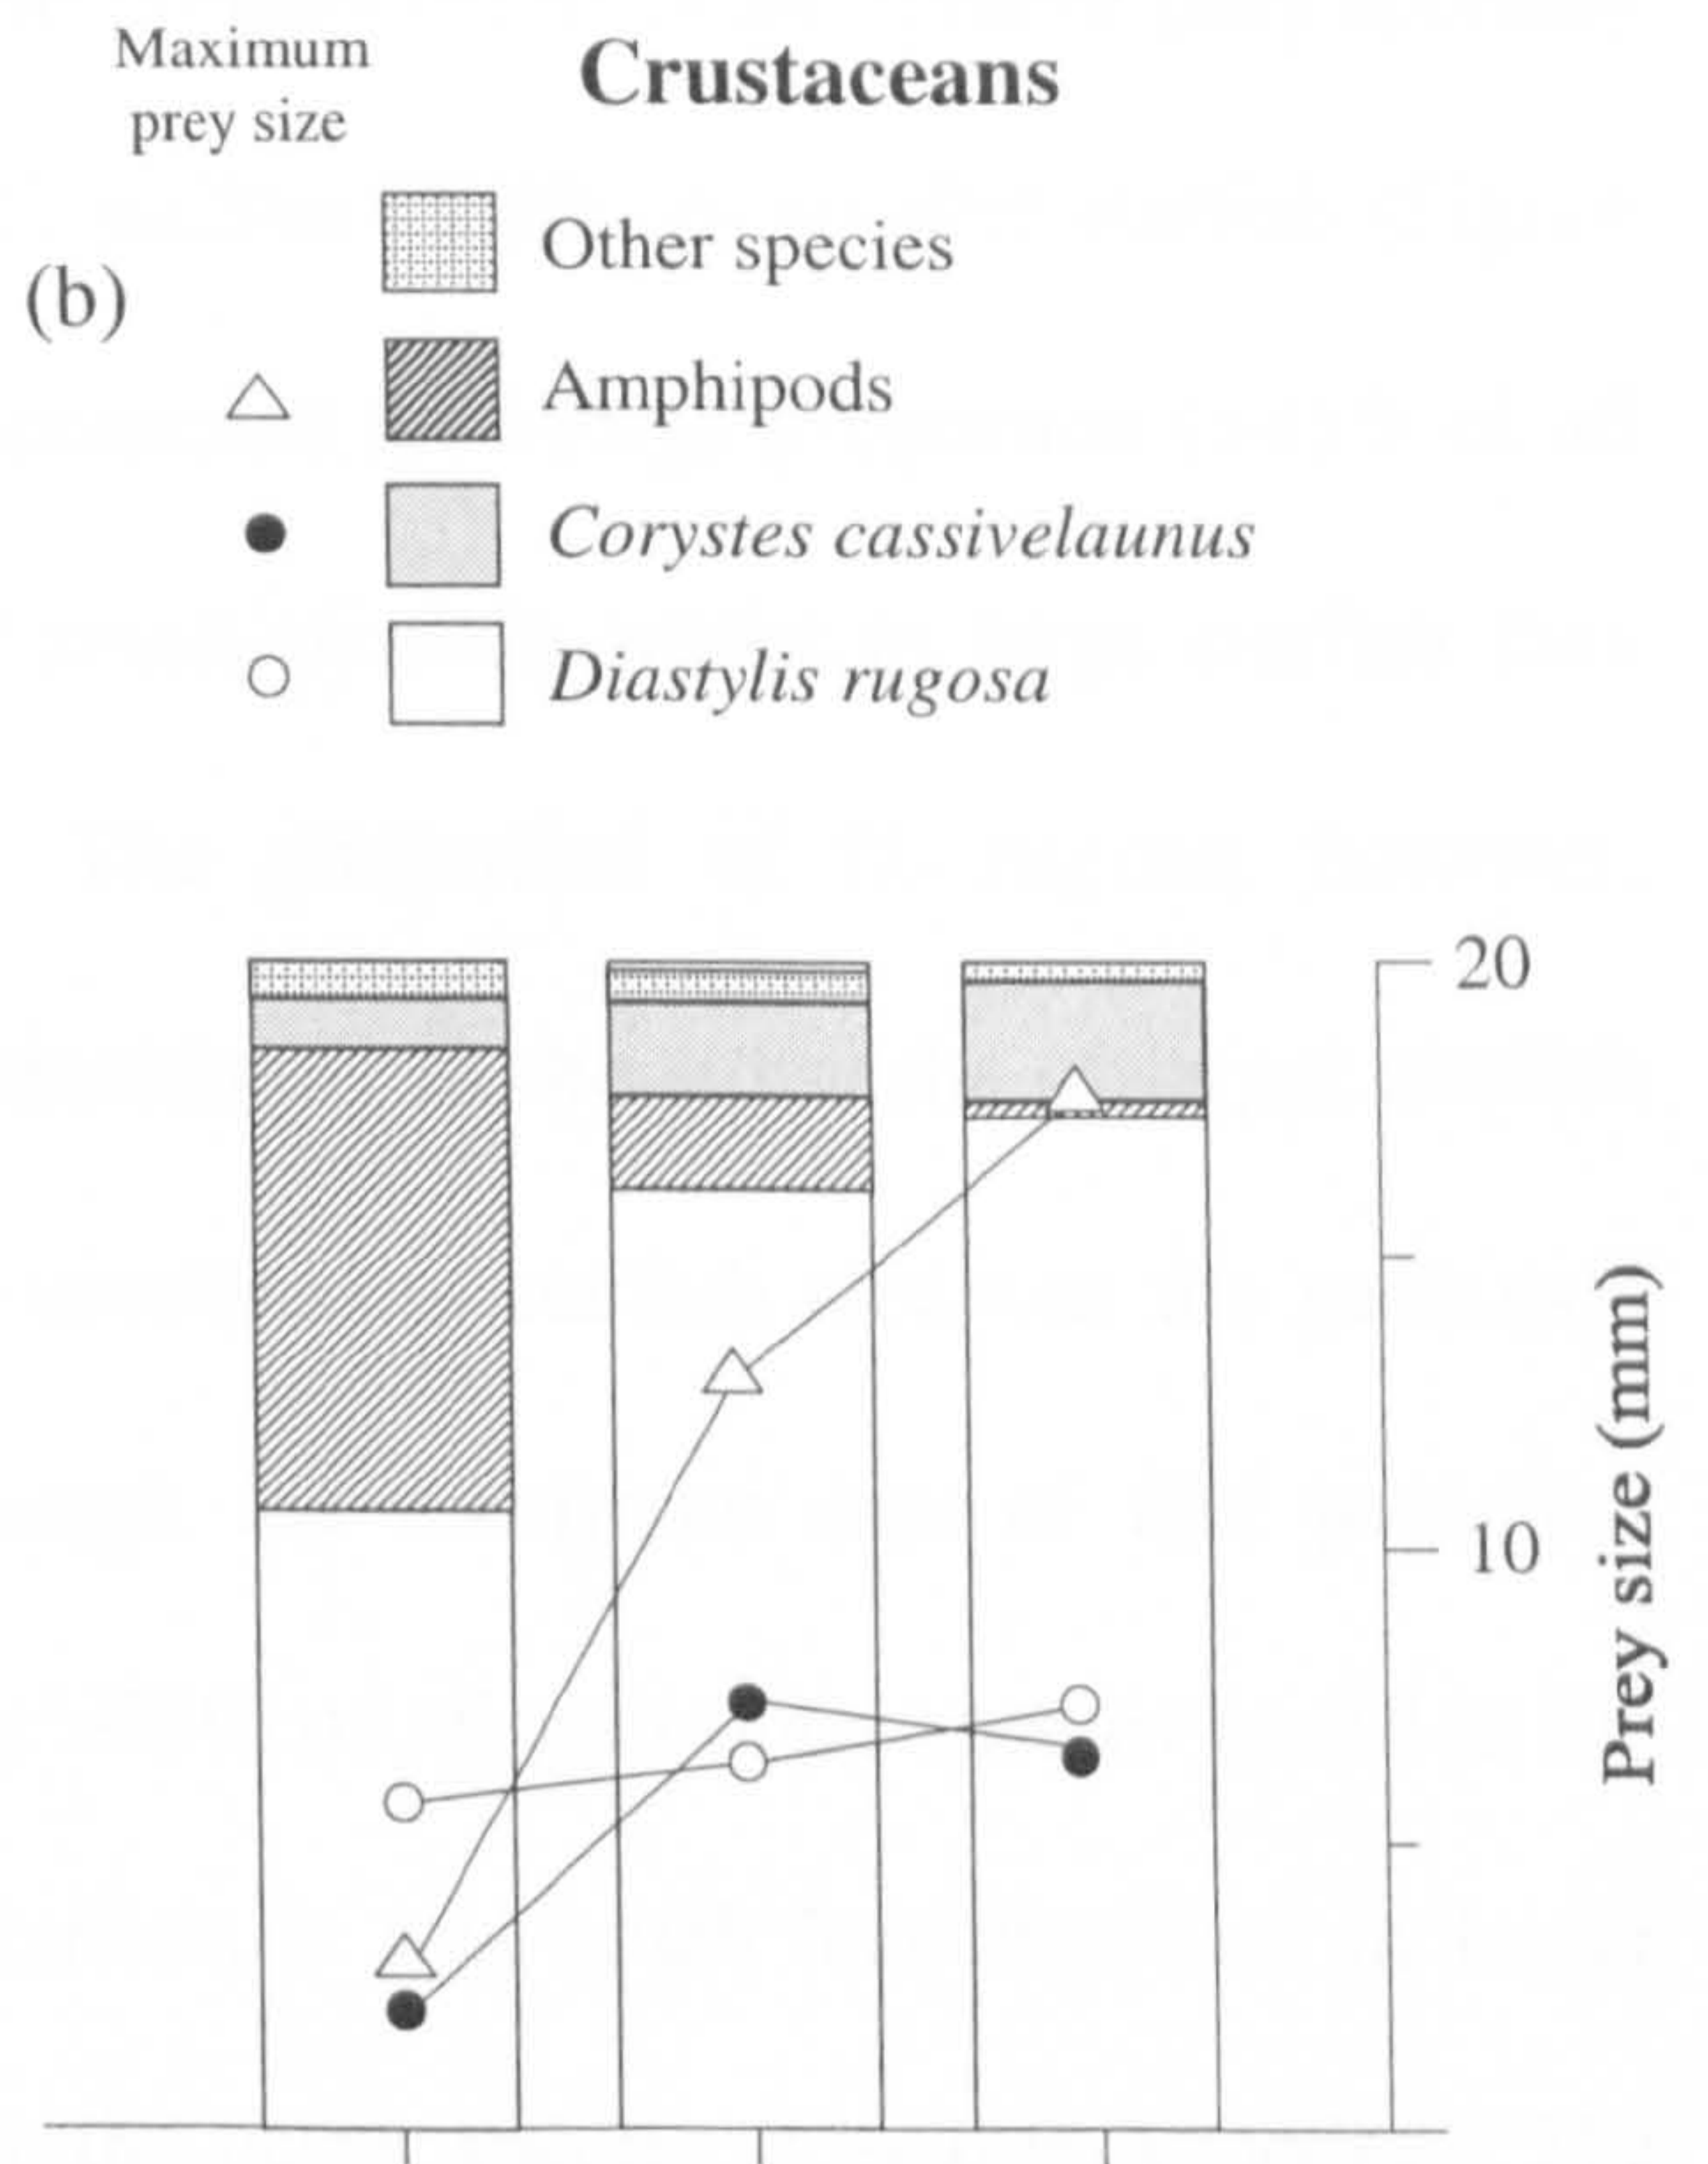 Maximum
prey size
Crustaceans
(b)
Other species
Amphipods
Corystes cassivelaunus
Diastylis rugosa
20
10
Prey size (mm)